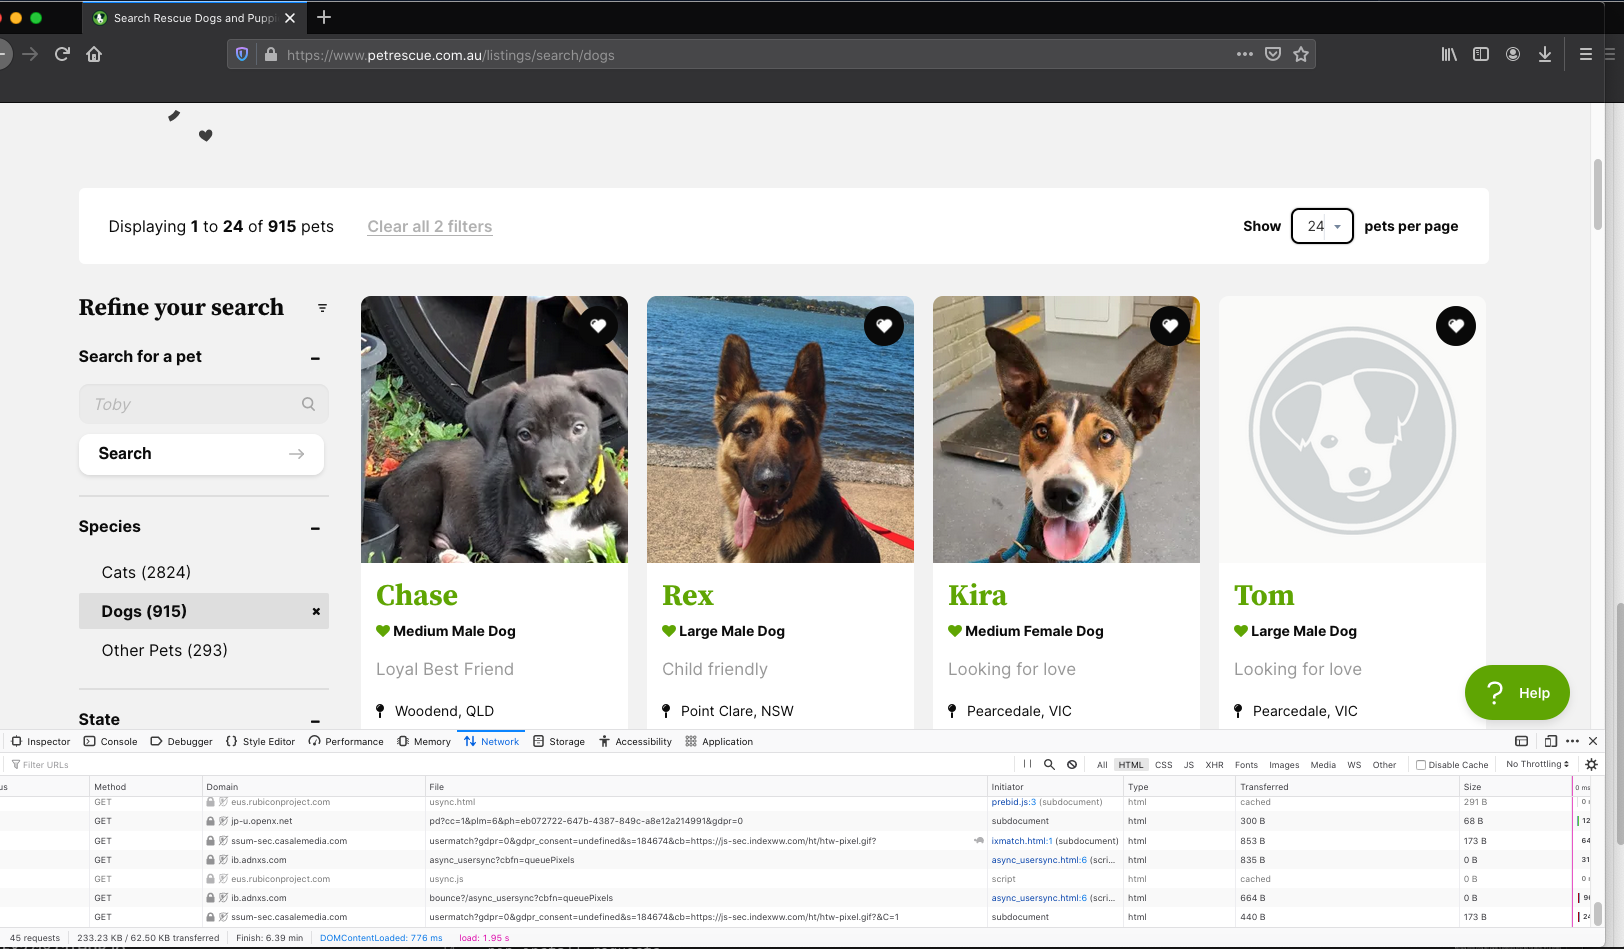 Search Rescue Dogs and Puppi
https://www.petrescue.com.au/listings/search/dogs
Displaying 1 to 24 of 915 pets Clear all 2 filters Show 24 pets per page
Refine your search
Search for a pet
Toby
Search
Species
Cats (2824)
Dogs (915)
Other Pets (293)
State
Chase
Medium Male Dog
Loyal Best Friend
Woodend, QLD
Rex
Large Male Dog
Child friendly
Point Clare, NSW
Kira
Medium Female Dog
Looking for love
Pearcedale, VIC
Tom
Large Male Dog
Looking for love
Pearcedale, VIC
? Help
Inspector Console Debugger Style Editor Performance Memory Network Storage Accessibility Application
Filter URLs All HTML CSS JS XHR Fonts Images Media WS Other Disable Cache No Throttling
us Method Domain File Initiator Type Transferred Size 0 ms
GET eus.rubiconproject.com usync.html prebid.js:3 (subdocument) html cached 291 B 0
GET jp-u.openx.net pd?cc=1&plm=6&ph=eb072722-647b-4387-849c-a8e12a214991&gdpr=0 subdocument html 300 B 68 B 12
GET ssum-sec.casalemedia.com usermatch?gdpr=0&gdpr_consent=undefined&s=184674&cb=https://js-sec.indexww.com/ht/htw-pixel.gif? ixmatch.html:1 (subdocument) html 853 B 173 B 64
GET ib.adnxs.com async_usersync?cbfn=queuePixels async_usersync.html:6 (scri... html 835 B 0 B 31
GET eus.rubiconproject.com usync.js script html cached 0 B 0
GET ib.adnxs.com bounce?/async_usersync?cbfn=queuePixels async_usersync.html:6 (scri... html 664 B 0 B
GET ssum-sec.casalemedia.com usermatch?gdpr=0&gdpr_consent=undefined&s=184674&cb=https://js-sec.indexww.com/ht/htw-pixel.gif?&C=1 subdocument html 440 B 173 B
45 requests 233.23 KB / 62.50 KB transferred Finish: 6.39 min DOMContentLoaded: 776 ms load: 1.95 s